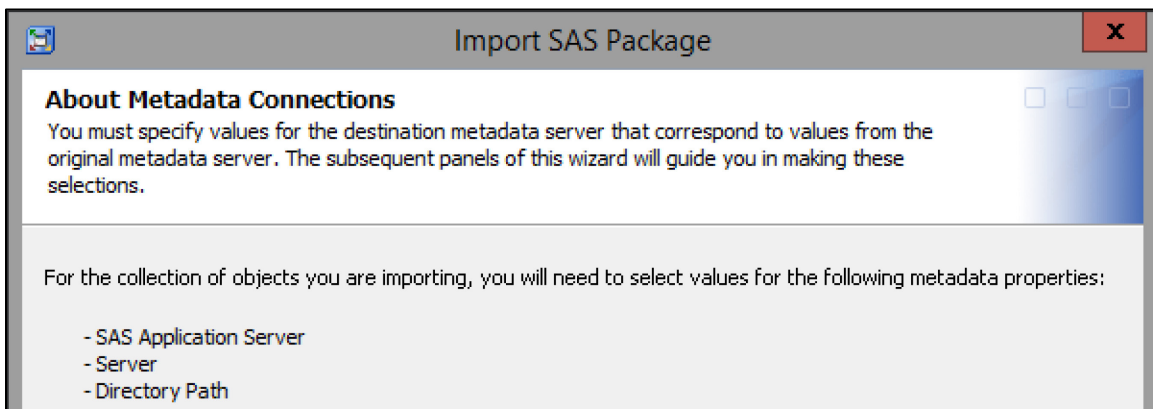 Import SAS Package
x
About Metadata Connections
You must specify values for the destination metadata server that correspond to values from the
original metadata server. The subsequent panels of this wizard will guide you in making these
selections.
For the collection of objects you are importing, you will need to select values for the following metadata properties:
- SAS Application Server
- Server
- Directory Path